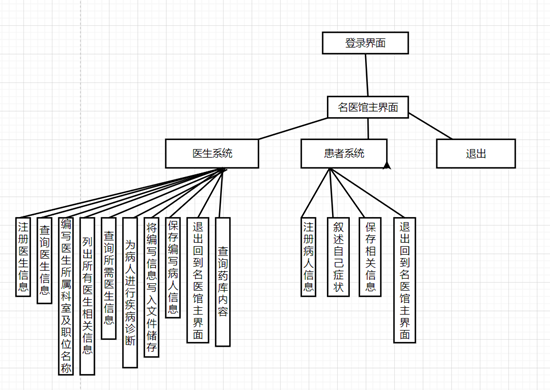 登录界面
名医馆主界面
医生系统
患者系统
退出
注册医生信息
查询医生信息
编写医生所属科室及职位名称
列出所有医生相关信息
查询所需医生信息
为病人进行疾病诊断
将编写信息写入文件储存
保存编写病人信息
退出回到名医馆主界面
查询药库内容
注册病人信息
叙述自己症状
保存相关信息
退出回到名医馆主界面